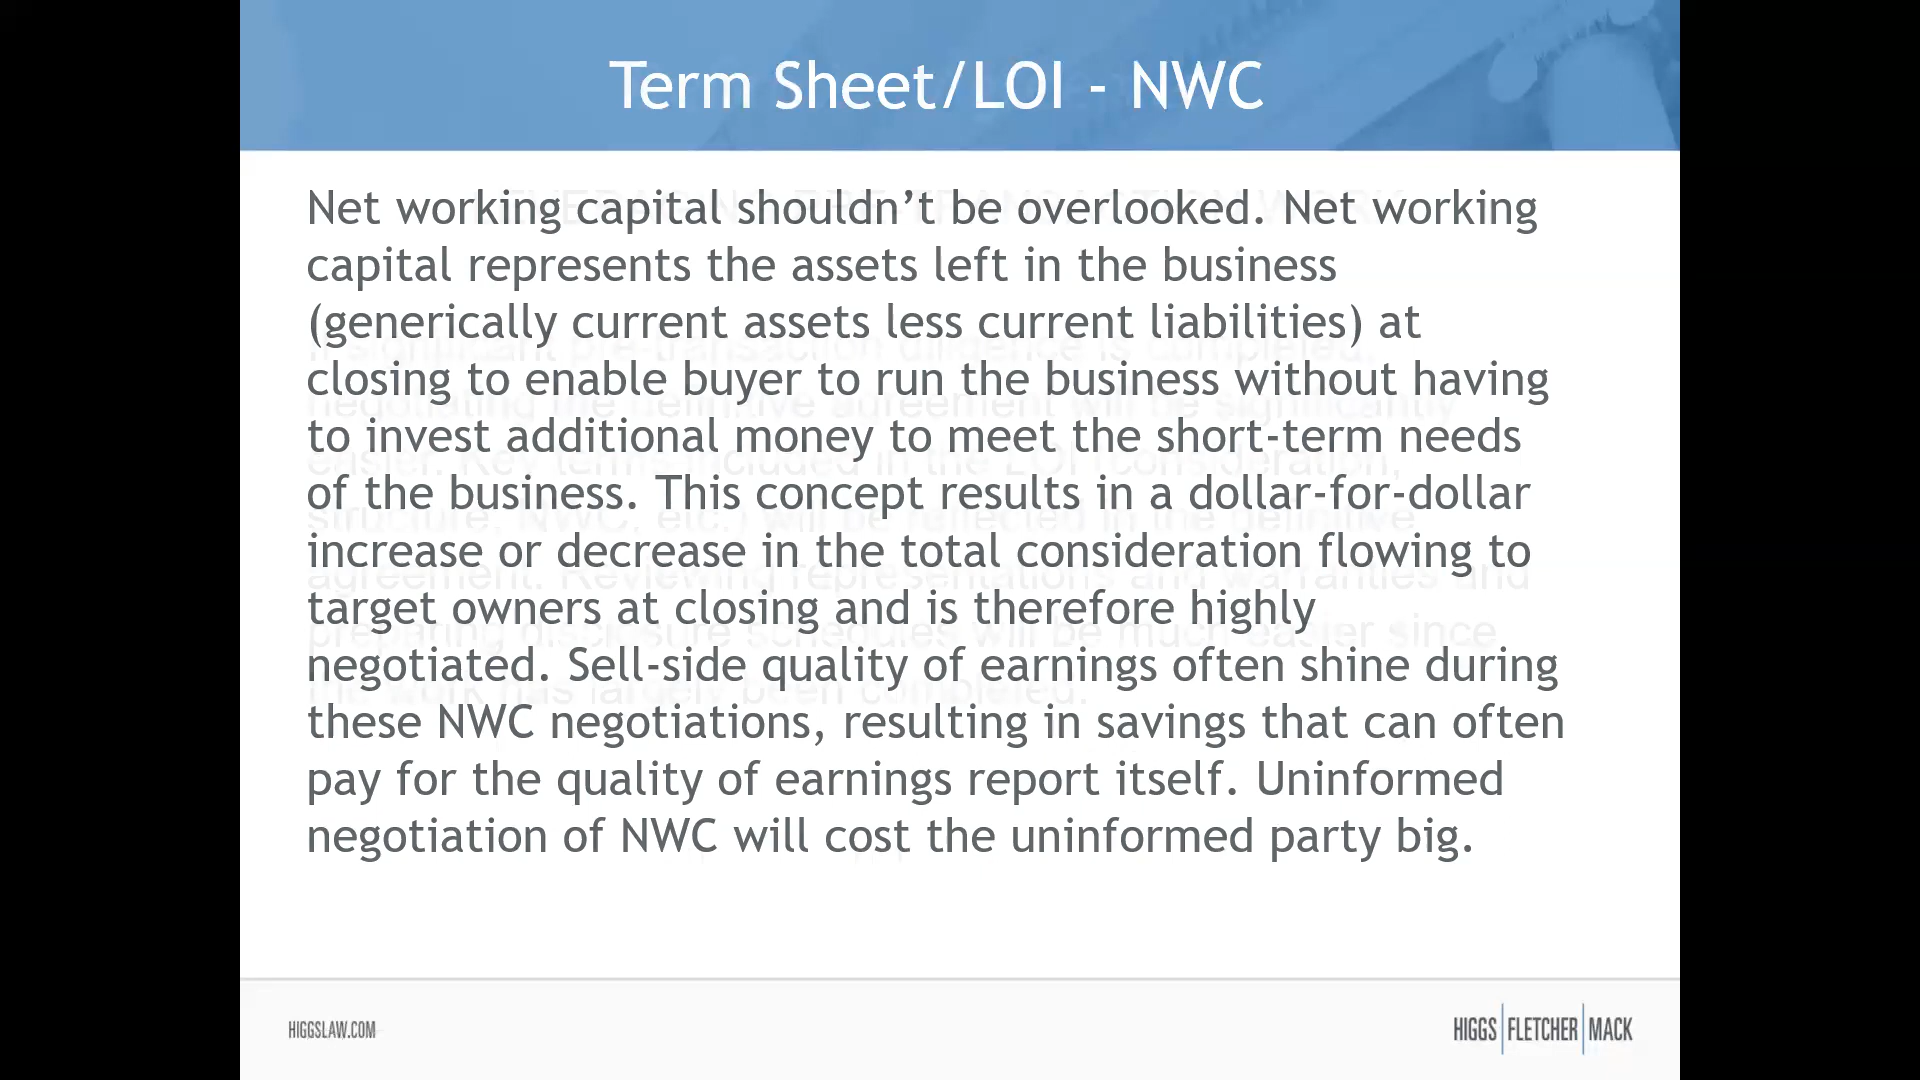 Term Sheet/LOI - NWC
Net working capital shouldn’t be overlooked. Net working
capital represents the assets left in the business
(generically current assets less current liabilities) at
closing to enable buyer to run the business without having
to invest additional money to meet the short-term needs
of the business. This concept results in a dollar-for-dollar
increase or decrease in the total consideration flowing to
target owners at closing and is therefore highly
negotiated. Sell-side quality of earnings often shine during
these NWC negotiations, resulting in savings that can often
pay for the quality of earnings report itself. Uninformed
negotiation of NWC will cost the uninformed party big.
HIGGSLAW.COM
HIGGS|FLETCHER|MACK